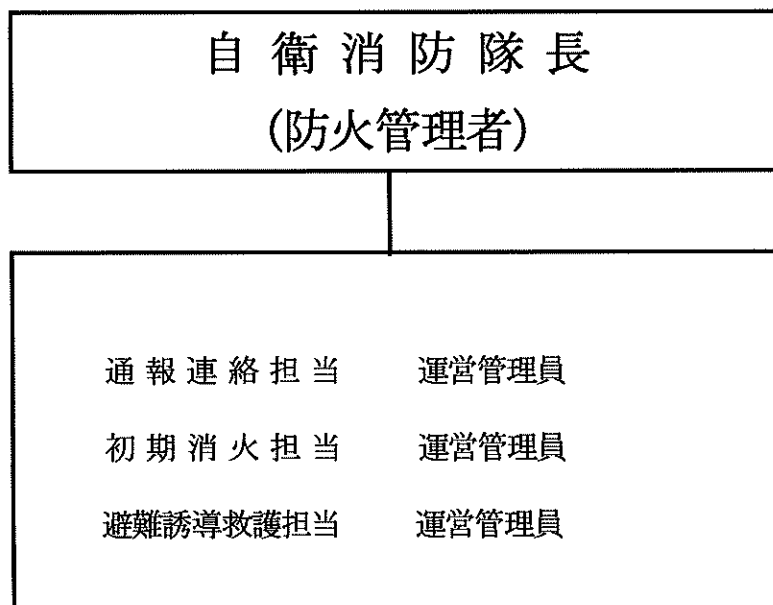 自衛消防隊長
(防火管理者)
通報連絡担当 運営管理員
初期消火担当 運営管理員
避難誘導救護担当 運営管理員